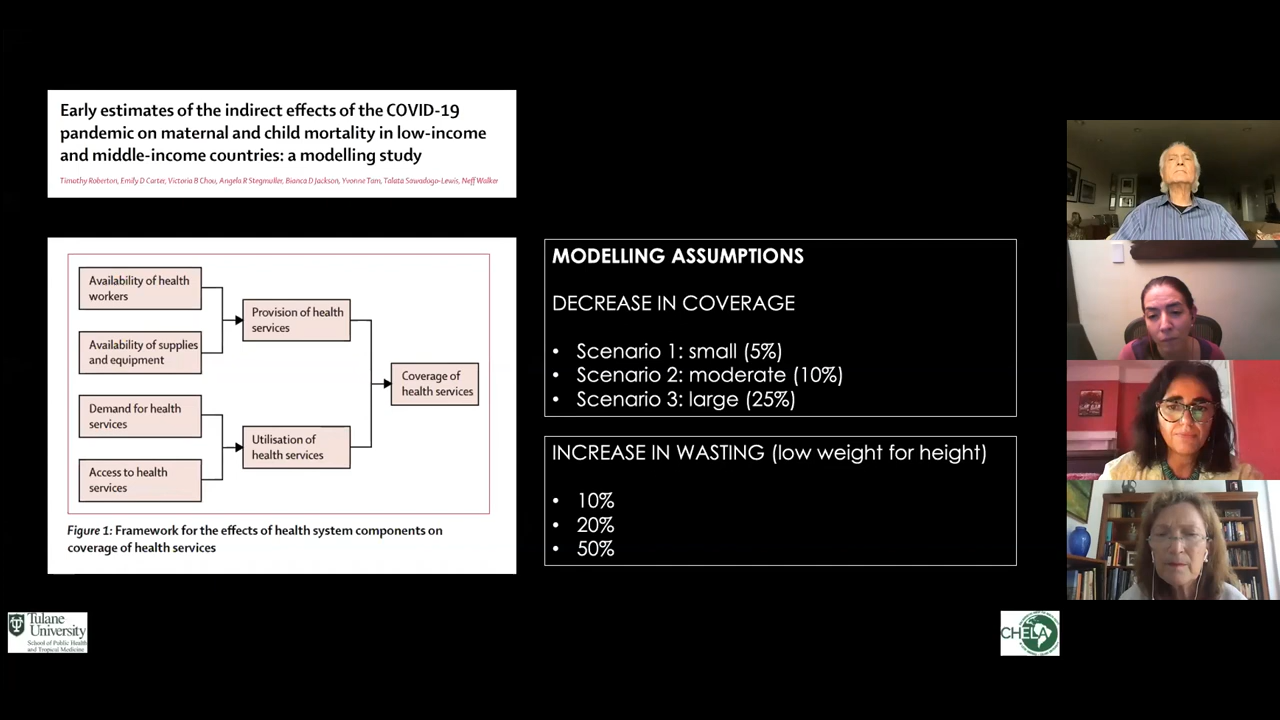 Early estimates of the indirect effects of the COVID-19
pandemic on maternal and child mortality in low-income
and middle-income countries: a modelling study
Timothy Roberton, Emily D Carter, Victoria B Chou, Angela R Stegmuller, Bianca D Jackson, Yvonne Tam, Talata Sawadogo-Lewis, Neff Walker
Availability of health
workers
Availability of supplies
and equipment
Demand for health
services
Access to health
services
Provision of health
services
Utilisation of
health services
Coverage of
health services
Figure 1: Framework for the effects of health system components on
coverage of health services
MODELLING ASSUMPTIONS
DECREASE IN COVERAGE
• Scenario 1: small (5%)
• Scenario 2: moderate (10%)
• Scenario 3: large (25%)
INCREASE IN WASTING (low weight for height)
• 10%
• 20%
• 50%
Tulane
University
School of Public Health
and Tropical Medicine
CHELA